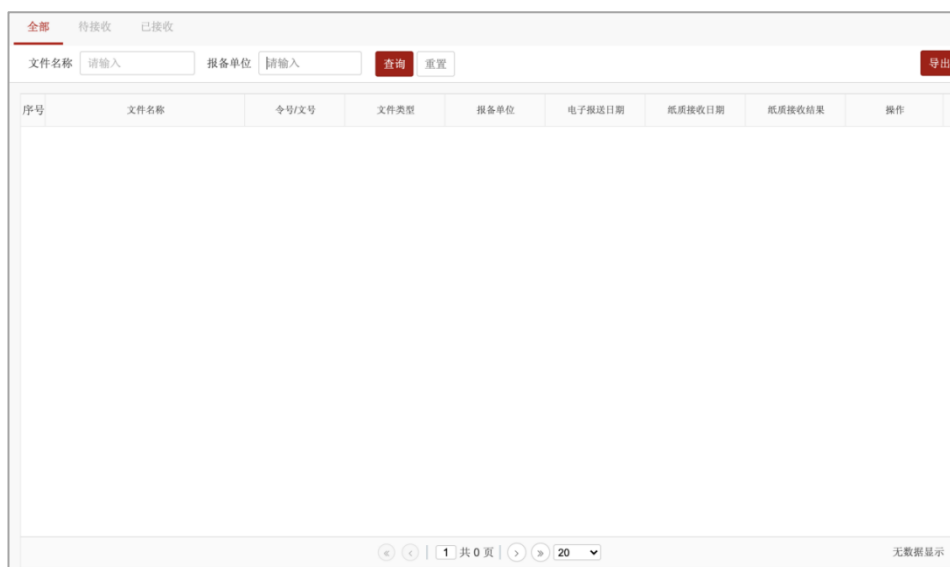 全部 待接收 已接收
文件名称 请输入 报备单位 请输入 查询 重置 导出
序号 文件名称 令号/文号 文件类型 报备单位 电子报送日期 纸质接收日期 纸质接收结果 操作
1 共 0 页 20 无数据显示